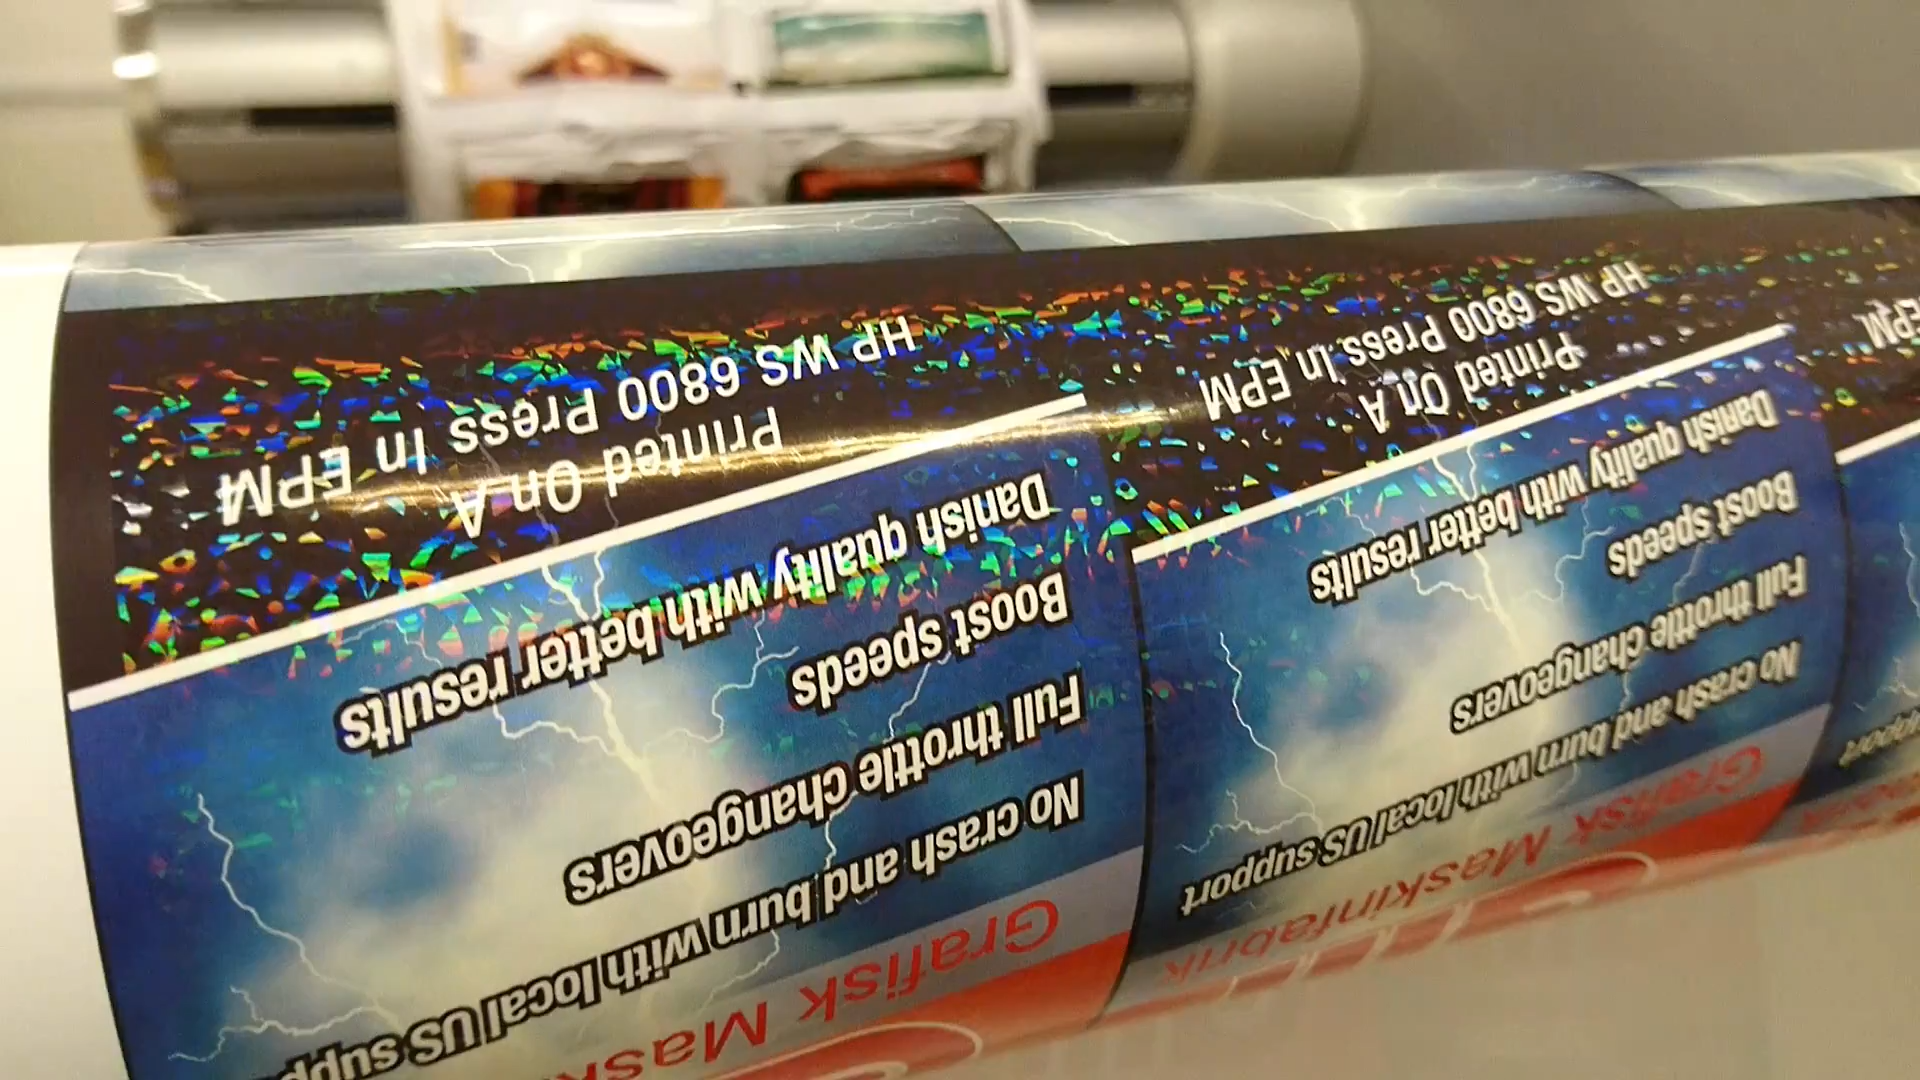 support
EPM
Grafisk Maskinfabrik
No crash and burn with local US support
Full throttle changeovers
Boost speeds
Danish quality with better results
Printed On A
HP WS 6800 Press In EPM
Grafisk Mask
No crash and burn with local US supp
Full throttle changeovers
Boost speeds
Danish quality with better results
Printed On A
HP WS 6800 Press In EPM